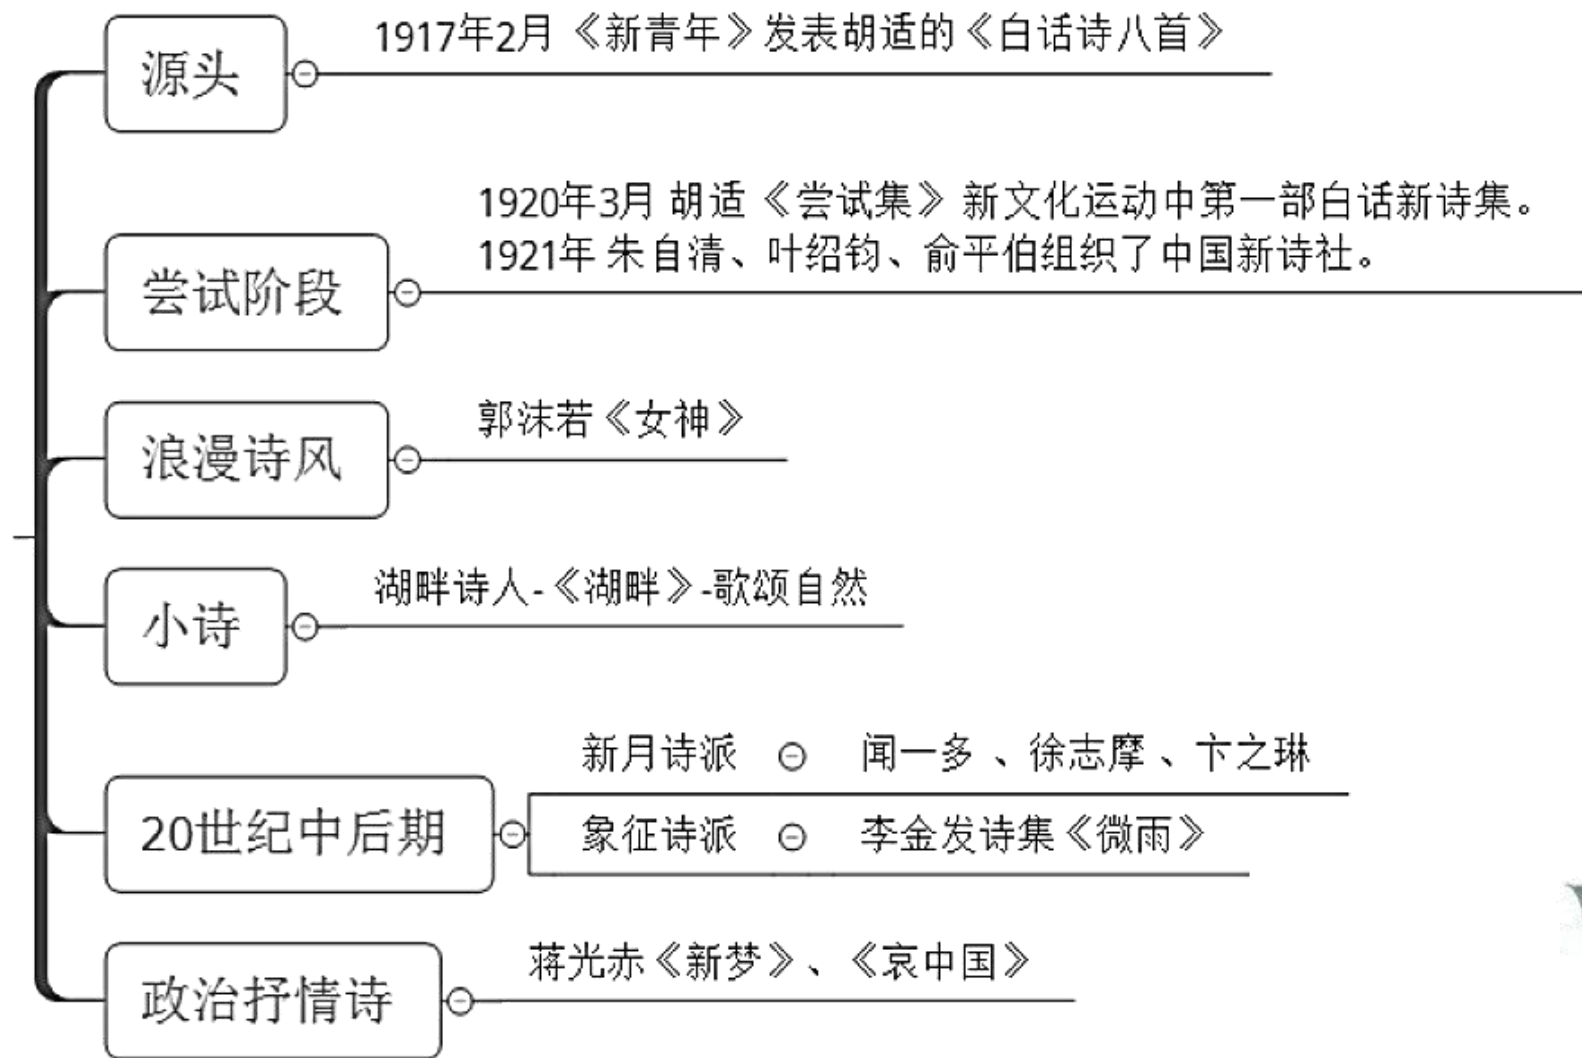 源头
1917年2月《新青年》发表胡适的《白话诗八首》
尝试阶段
1920年3月 胡适《尝试集》新文化运动中第一部白话新诗集。
1921年 朱自清、叶绍钧、俞平伯组织了中国新诗社。
浪漫诗风
郭沫若《女神》
小诗
湖畔诗人-《湖畔》-歌颂自然
20世纪中后期
新月诗派 闻一多 、徐志摩 、卞之琳
象征诗派 李金发诗集《微雨》
政治抒情诗
蒋光赤《新梦》、《哀中国》